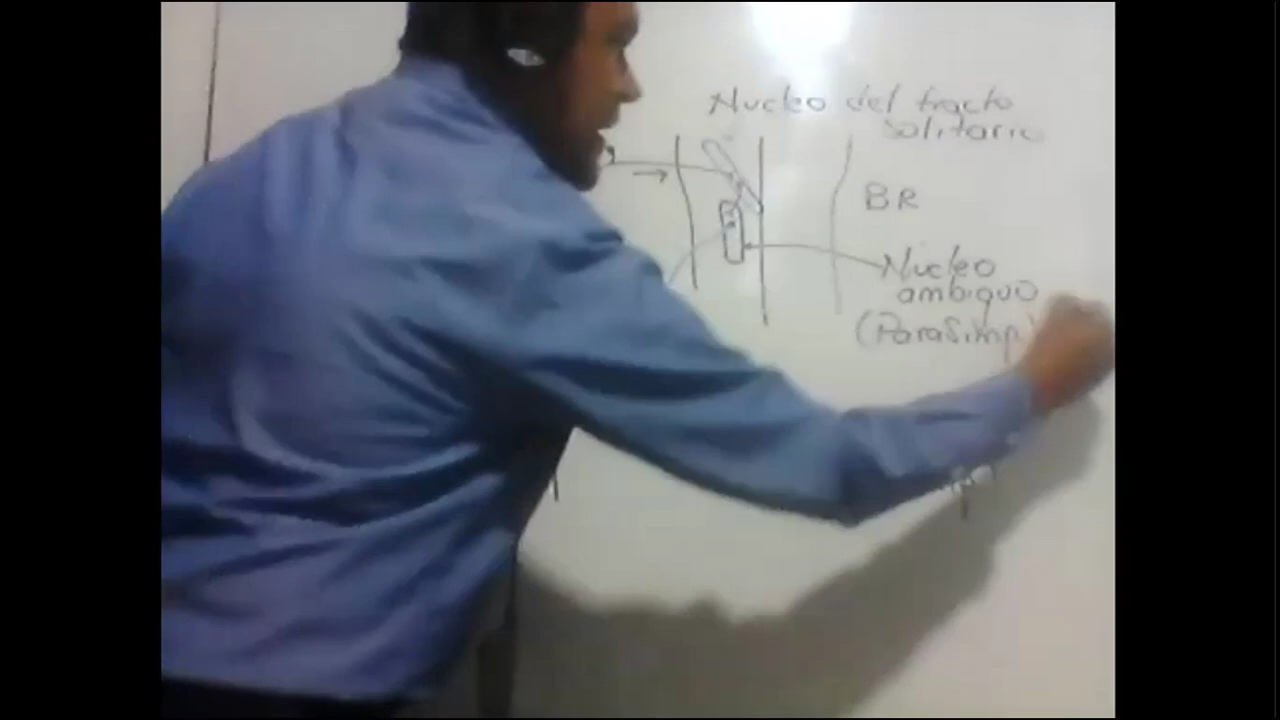 Nucleo del tracto
solitario
BR
Nucleo
ambiguo
(Parasimp